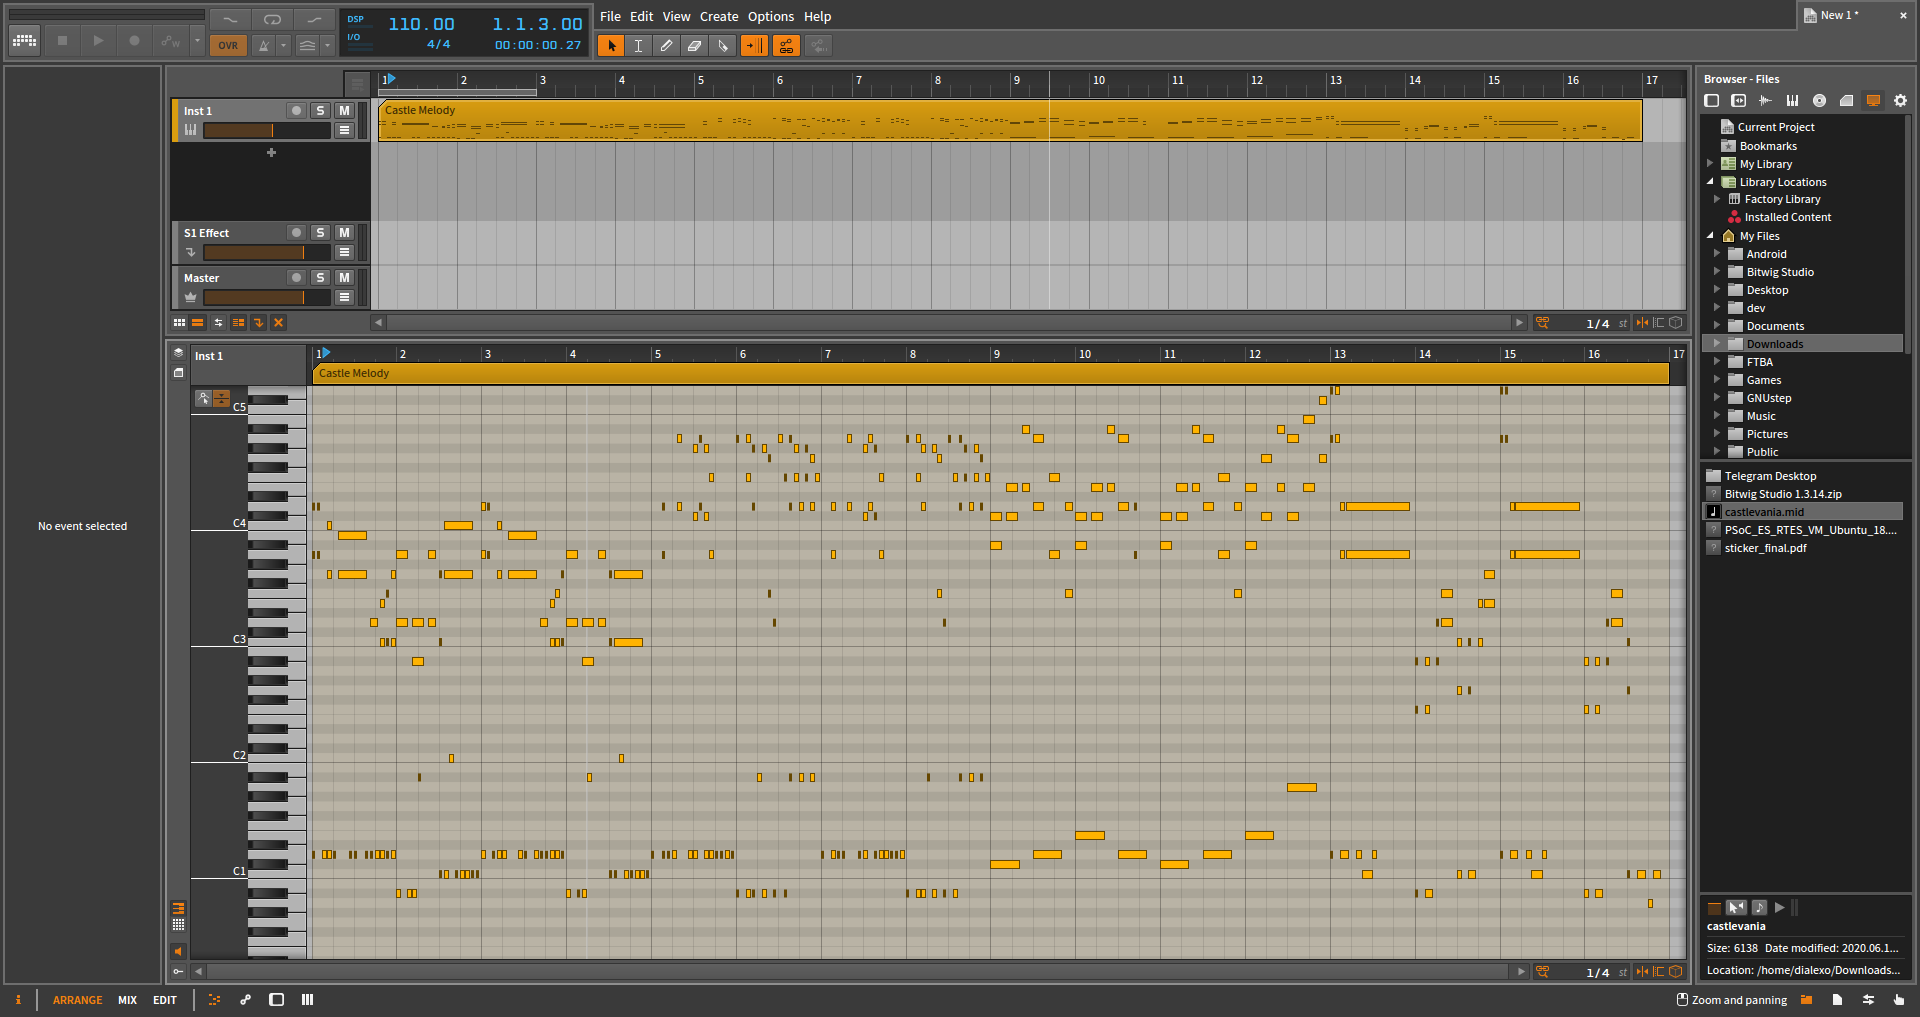 DSP
I/O
110.00
4/4
1.1.3.00
00:00:00.27
OVR
File Edit View Create Options Help
New 1 *
1 2 3 4 5 6 7 8 9 10 11 12 13 14 15 16 17
Inst 1 S M
Castle Melody
S1 Effect S M
Master S M
1/4 st
No event selected
Inst 1
1 2 3 4 5 6 7 8 9 10 11 12 13 14 15 16 17
Castle Melody
C5
C4
C3
C2
C1
1/4 st
Browser - Files
Current Project
Bookmarks
My Library
Library Locations
Factory Library
Installed Content
My Files
Android
Bitwig Studio
Desktop
dev
Documents
Downloads
FTBA
Games
GNUstep
Music
Pictures
Public
Telegram Desktop
Bitwig Studio 1.3.14.zip
castlevania.mid
PSoC_ES_RTES_VM_Ubuntu_18....
sticker_final.pdf
castlevania
Size: 6138 Date modified: 2020.06.1...
Location: /home/dialexo/Downloads...
i ARRANGE MIX EDIT
Zoom and panning